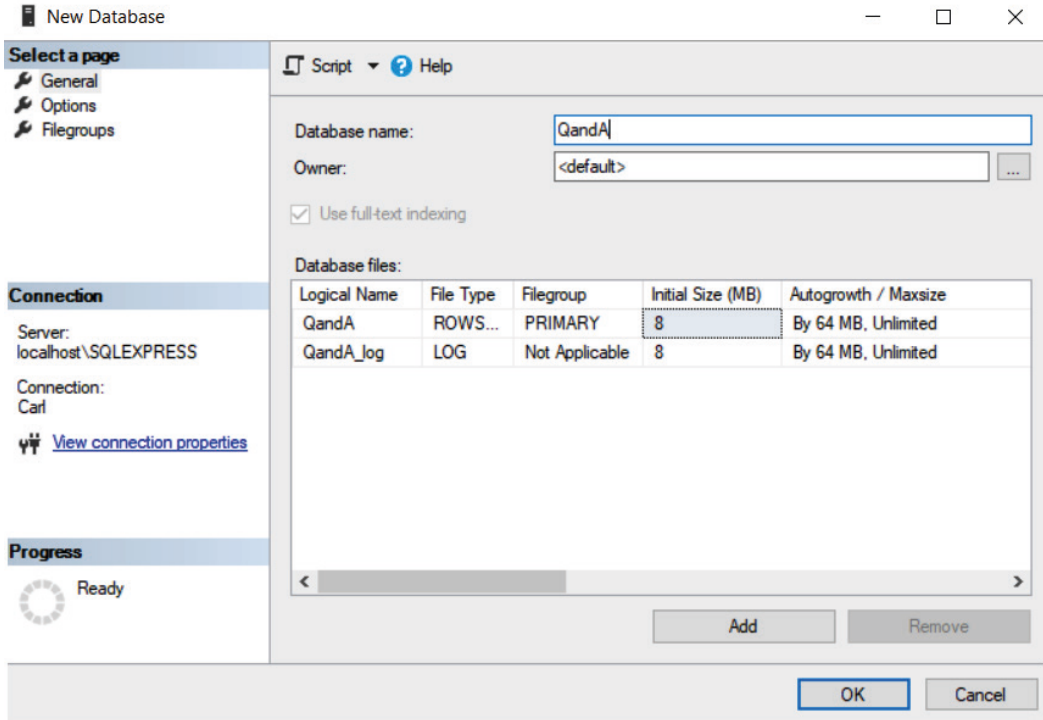 New Database
Select a page
General
Options
Filegroups
Connection
Server:
localhost\SQLEXPRESS
Connection:
Carl
View connection properties
Progress
Ready
Script Help
Database name: QandA
Owner: <default> ...
Use full-text indexing
Database files:
Logical Name File Type Filegroup Initial Size (MB) Autogrowth / Maxsize
QandA ROWS... PRIMARY 8 By 64 MB, Unlimited
QandA_log LOG Not Applicable 8 By 64 MB, Unlimited
Add Remove
OK Cancel